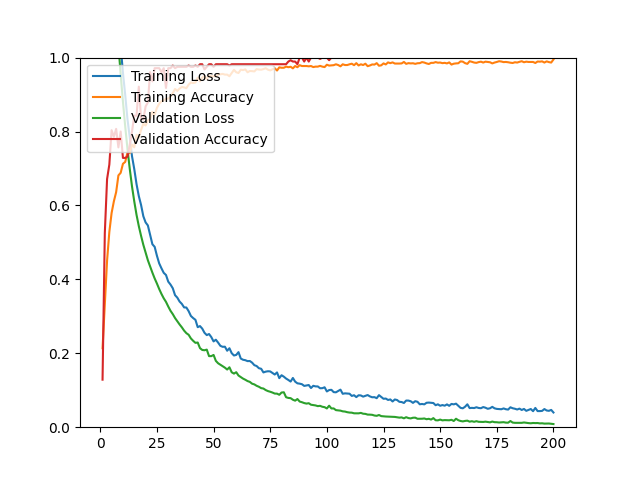 1.0
0.8
0.6
0.4
0.2
0.0
Training Loss
Training Accuracy
Validation Loss
Validation Accuracy
0 25 50 75 100 125 150 175 200